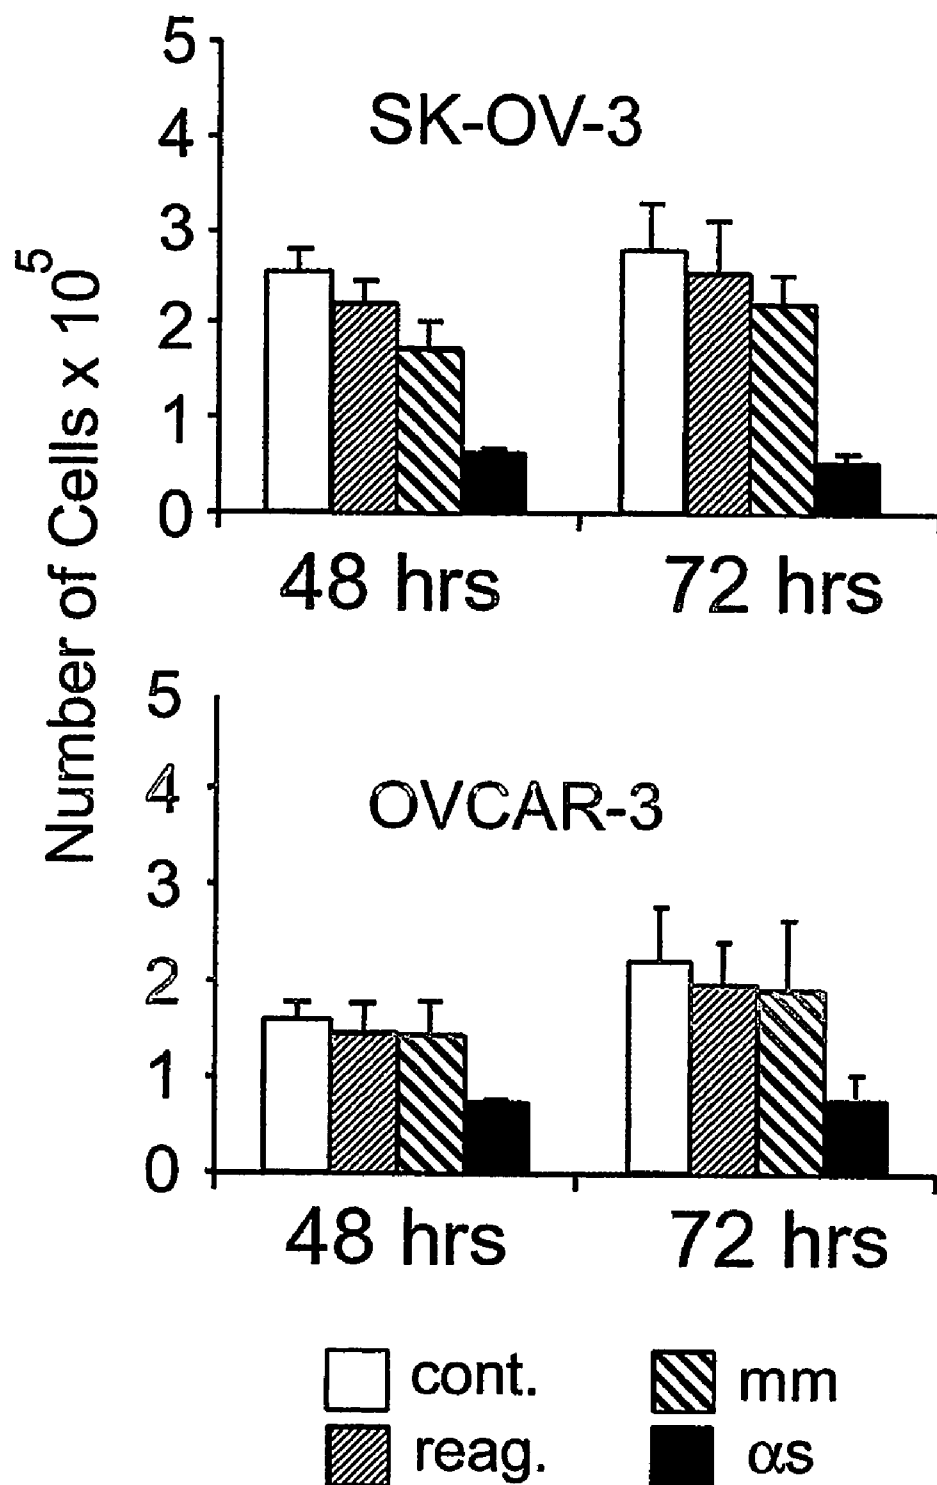 Number of Cells x 10^5
5
4
3
2
1
0
SK-OV-3
48 hrs 72 hrs
5
4
3
2
1
0
OVCAR-3
48 hrs 72 hrs
cont. mm
reag. αs